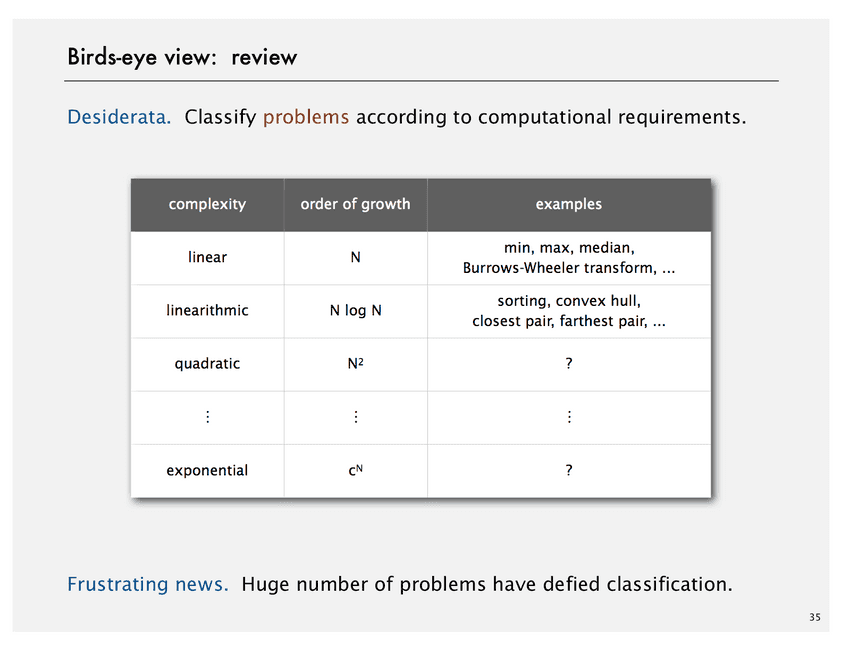 Birds-eye view: review
Desiderata. Classify problems according to computational requirements.
complexity order of growth examples
linear N min, max, median,
Burrows-Wheeler transform, ...
linearithmic N log N sorting, convex hull,
closest pair, farthest pair, ...
quadratic N² ?
⋮ ⋮ ⋮
exponential cᴺ ?
Frustrating news. Huge number of problems have defied classification.
35